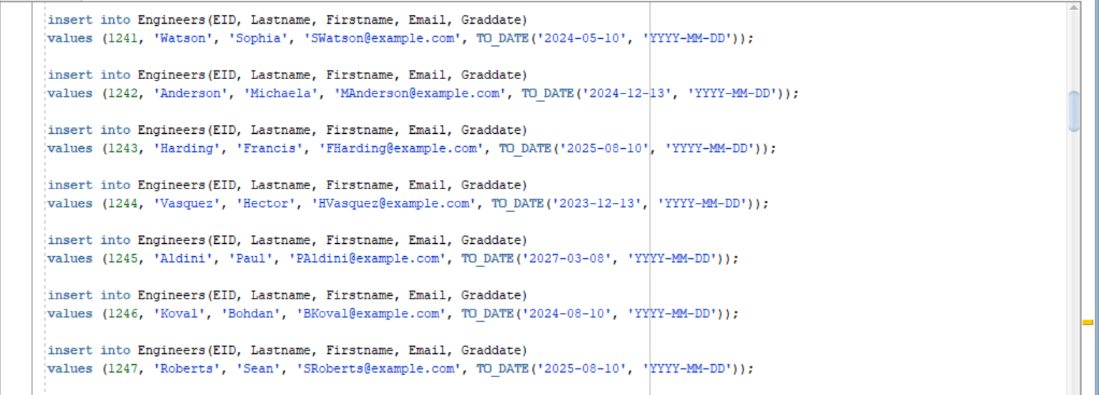 insert into Engineers(EID, Lastname, Firstname, Email, Graddate)
values (1241, 'Watson', 'Sophia', 'SWatson@example.com', TO_DATE('2024-05-10', 'YYYY-MM-DD'));
insert into Engineers(EID, Lastname, Firstname, Email, Graddate)
values (1242, 'Anderson', 'Michaela', 'MAnderson@example.com', TO_DATE('2024-12-13', 'YYYY-MM-DD'));
insert into Engineers(EID, Lastname, Firstname, Email, Graddate)
values (1243, 'Harding', 'Francis', 'FHarding@example.com', TO_DATE('2025-08-10', 'YYYY-MM-DD'));
insert into Engineers(EID, Lastname, Firstname, Email, Graddate)
values (1244, 'Vasquez', 'Hector', 'HVasquez@example.com', TO_DATE('2023-12-13', 'YYYY-MM-DD'));
insert into Engineers(EID, Lastname, Firstname, Email, Graddate)
values (1245, 'Aldini', 'Paul', 'PAldini@example.com', TO_DATE('2027-03-08', 'YYYY-MM-DD'));
insert into Engineers(EID, Lastname, Firstname, Email, Graddate)
values (1246, 'Koval', 'Bohdan', 'BKoval@example.com', TO_DATE('2024-08-10', 'YYYY-MM-DD'));
insert into Engineers(EID, Lastname, Firstname, Email, Graddate)
values (1247, 'Roberts', 'Sean', 'SRoberts@example.com', TO_DATE('2025-08-10', 'YYYY-MM-DD'));